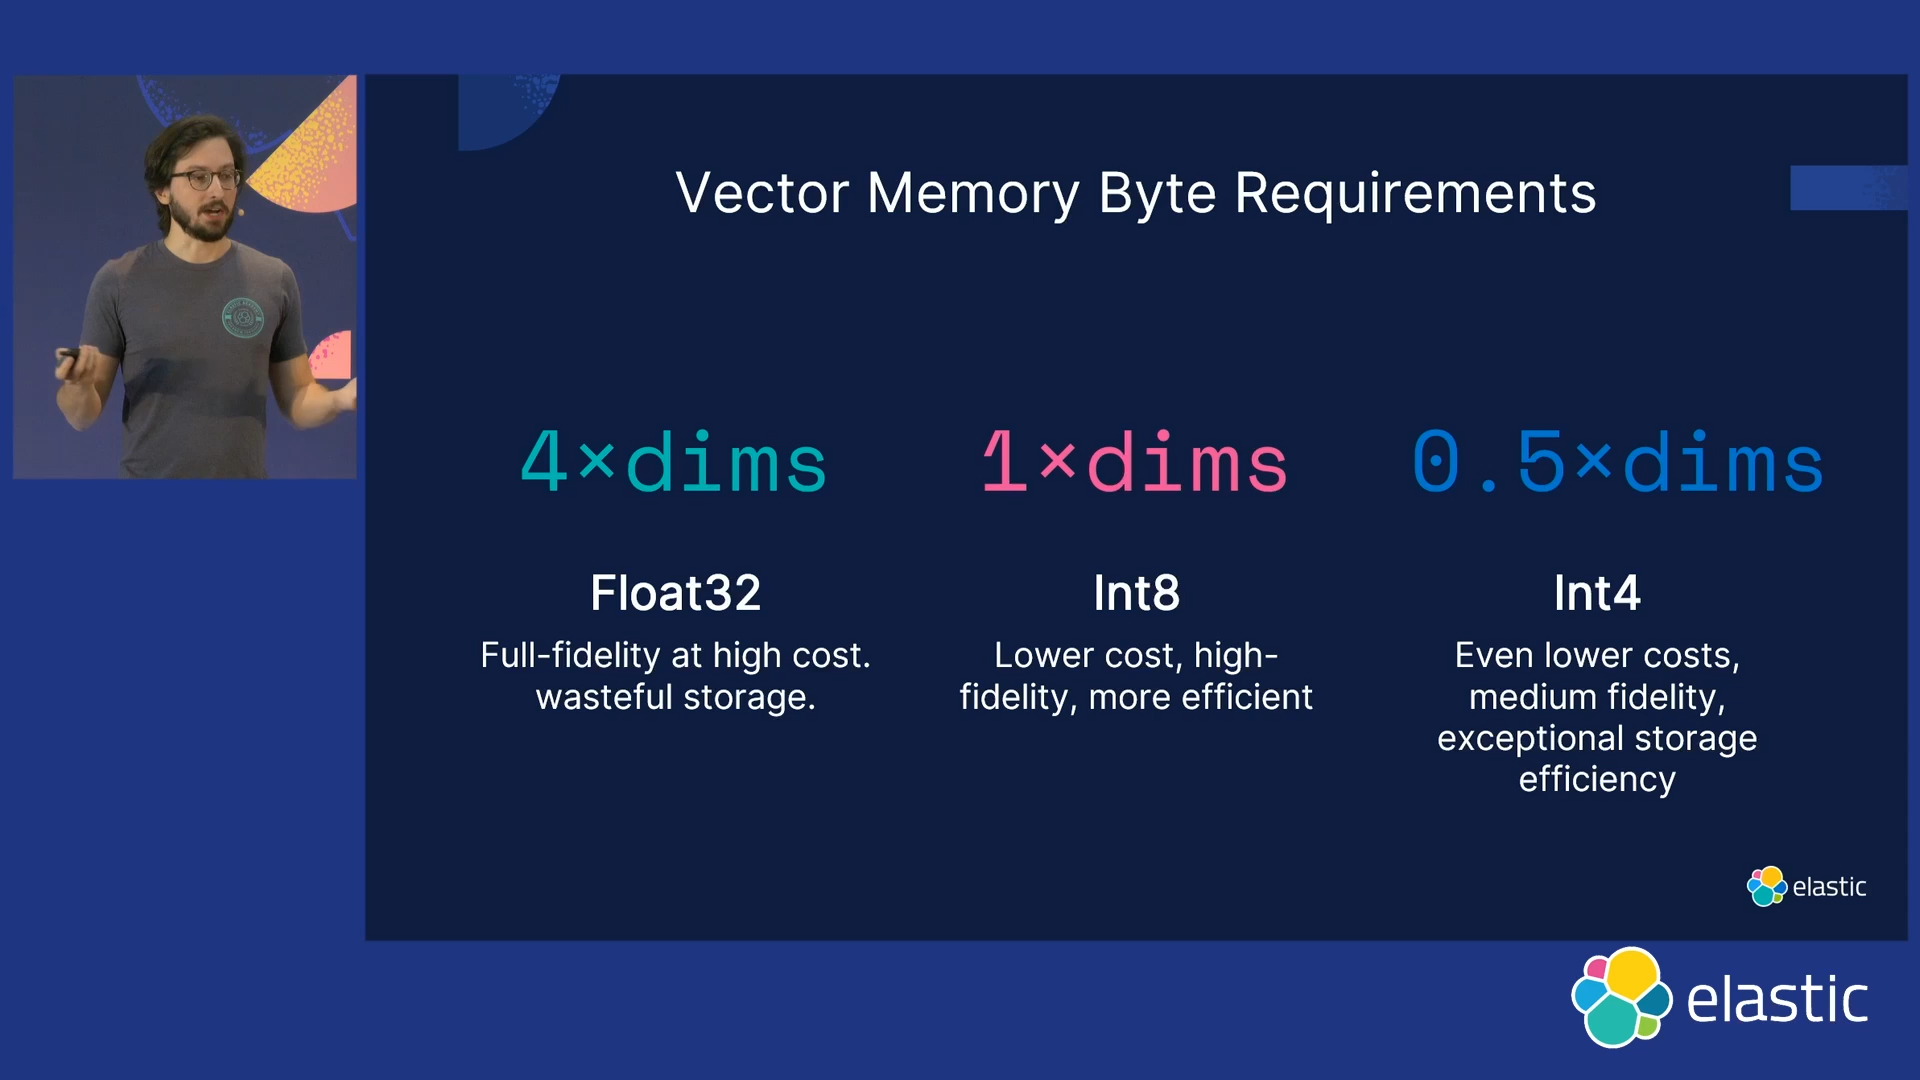 Vector Memory Byte Requirements
4×dims
Float32
Full-fidelity at high cost.
wasteful storage.
1×dims
Int8
Lower cost, high-
fidelity, more efficient
0.5×dims
Int4
Even lower costs,
medium fidelity,
exceptional storage
efficiency
elastic
elastic